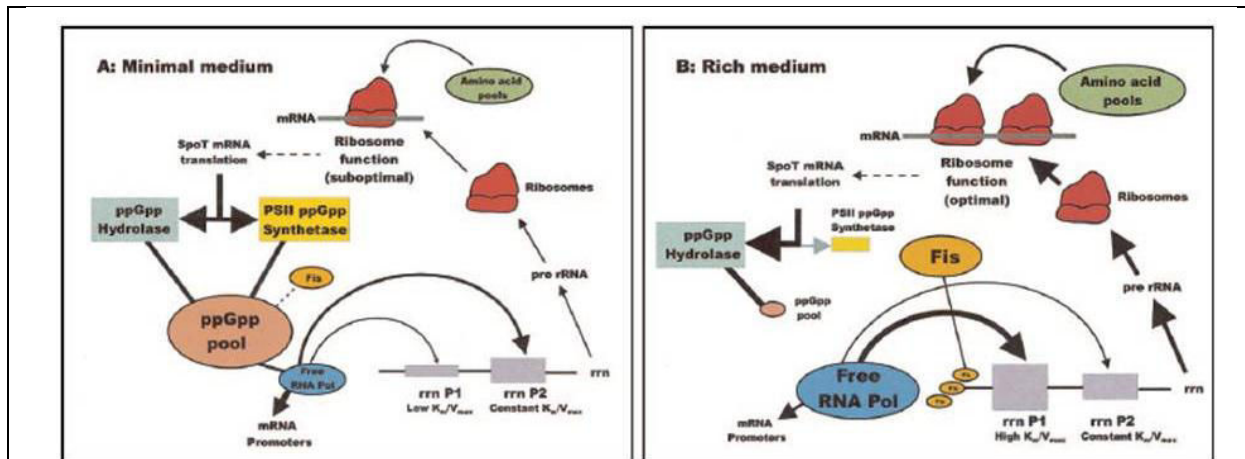 A: Minimal medium
Amino acid
pools
mRNA
SpoT mRNA
translation
Ribosome
function
(suboptimal)
Ribosomes
ppGpp
Hydrolase
PSII ppGpp
Synthetase
Fis
pre rRNA
ppGpp
pool
Free
RNA Pol
rrn P1
rrn P2
rrn
Low Km/Vmax
Constant Km/Vmax
mRNA
Promoters
B: Rich medium
Amino acid
pools
mRNA
SpoT mRNA
translation
Ribosome
function
(optimal)
Ribosomes
PSII ppGpp
Synthetase
ppGpp
Hydrolase
Fis
ppGpp
pool
pre rRNA
Free
RNA Pol
Fis
Fis
Fis
rrn
mRNA
Promoters
rrn P1
rrn P2
High Km/Vmax
Constant Km/Vmax